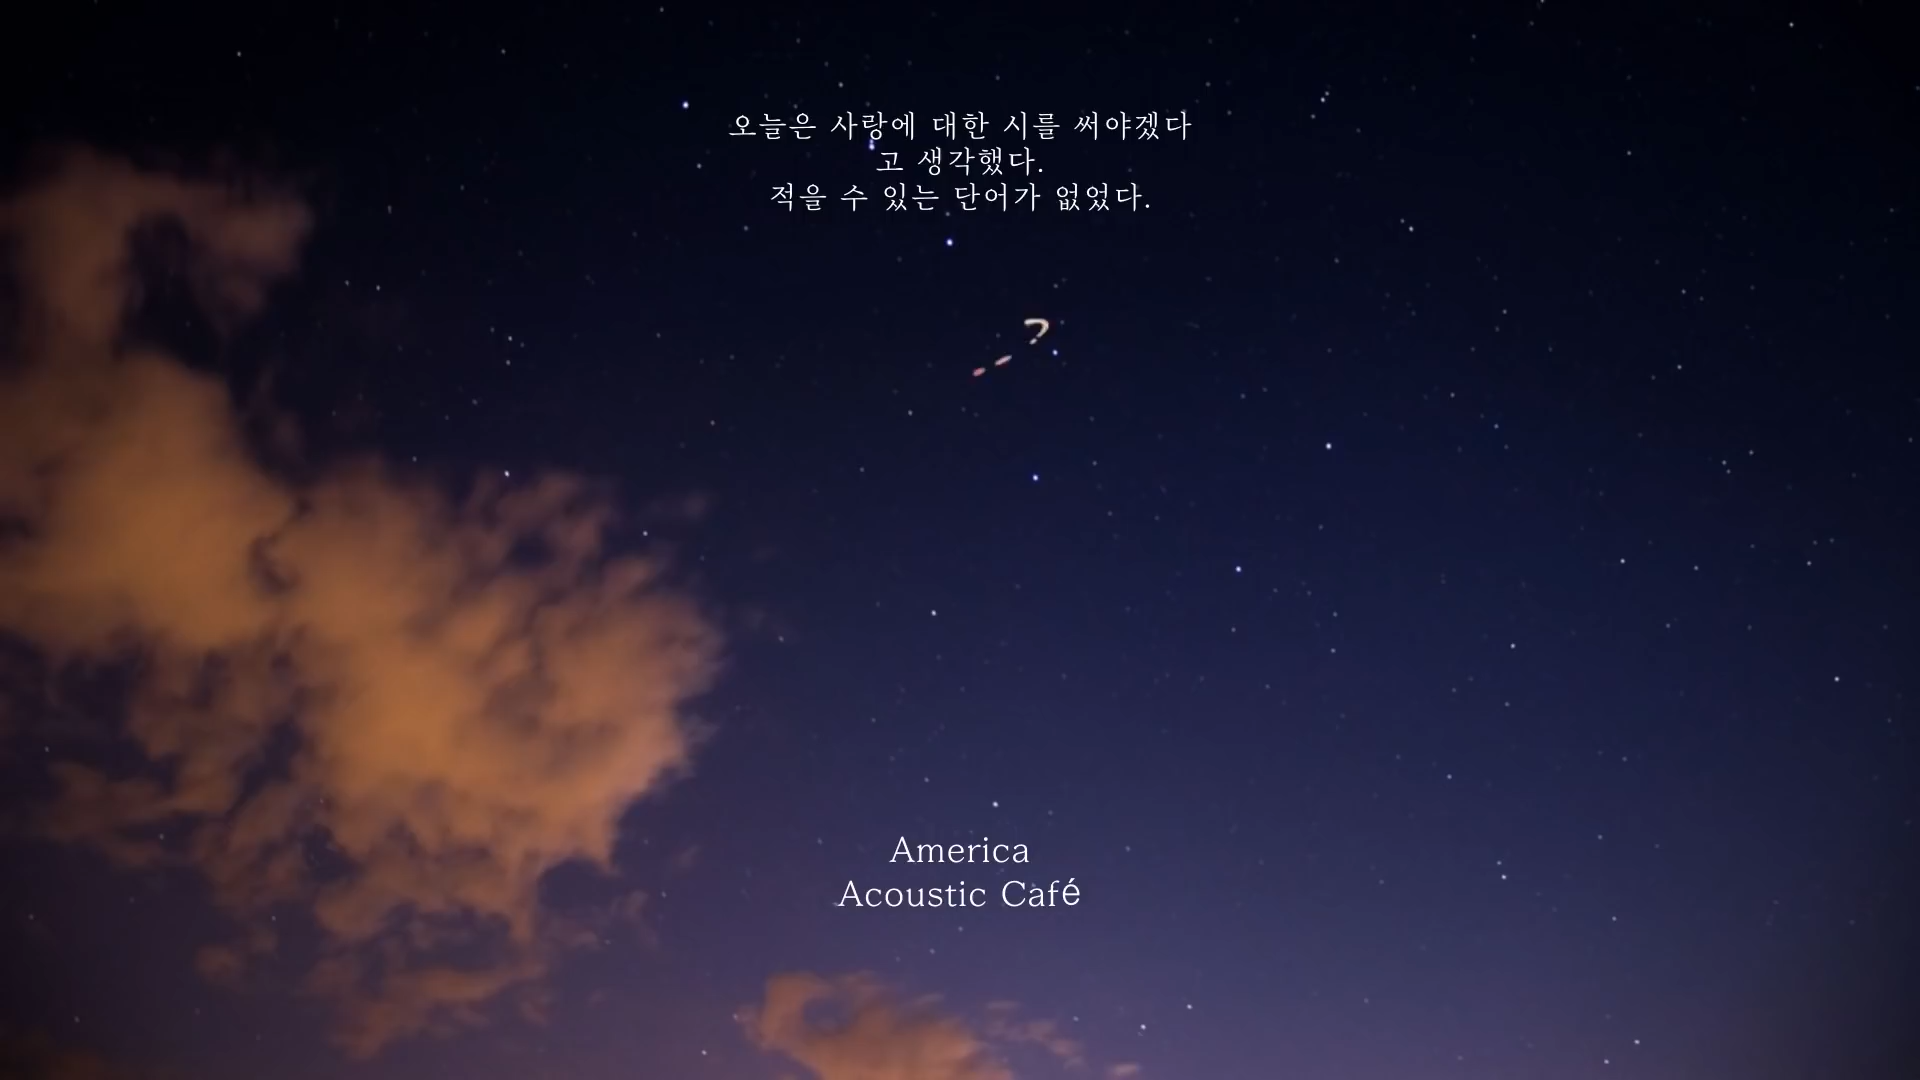 오늘은 사랑에 대한 시를 써야겠다
고 생각했다.
적을 수 있는 단어가 없었다.
America
Acoustic Café